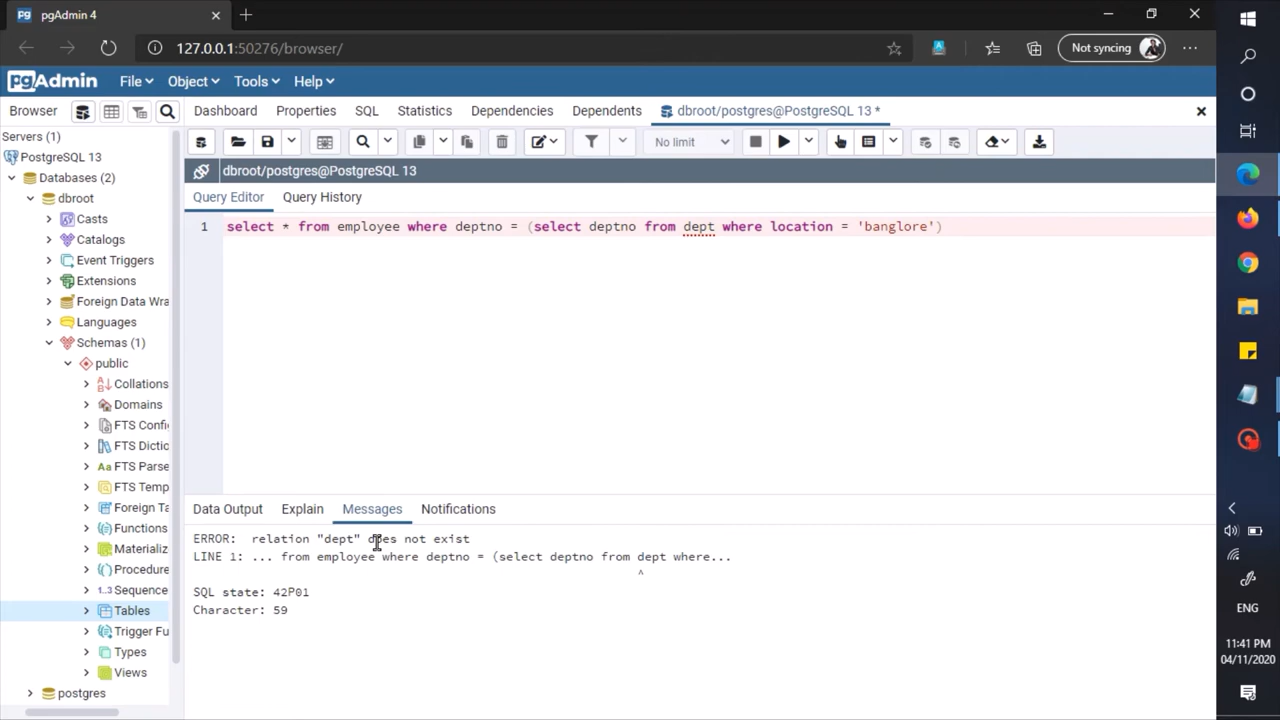 pgAdmin 4
127.0.0.1:50276/browser/
Not syncing
pgAdmin File Object Tools Help
Browser Dashboard Properties SQL Statistics Dependencies Dependents dbroot/postgres@PostgreSQL 13 *
Servers (1)
PostgreSQL 13
Databases (2)
dbroot
Casts
Catalogs
Event Triggers
Extensions
Foreign Data Wra
Languages
Schemas (1)
public
Collations
Domains
FTS Confi
FTS Dictio
FTS Parse
FTS Temp
Foreign Ta
Functions
Materializ
Procedure
1..3 Sequence
Tables
Trigger Fu
Types
Views
postgres
No limit
dbroot/postgres@PostgreSQL 13
Query Editor Query History
1 select * from employee where deptno = (select deptno from dept where location = 'banglore')
Data Output Explain Messages Notifications
ERROR: relation "dept" does not exist
LINE 1: ... from employee where deptno = (select deptno from dept where...
^
SQL state: 42P01
Character: 59
ENG
11:41 PM
04/11/2020